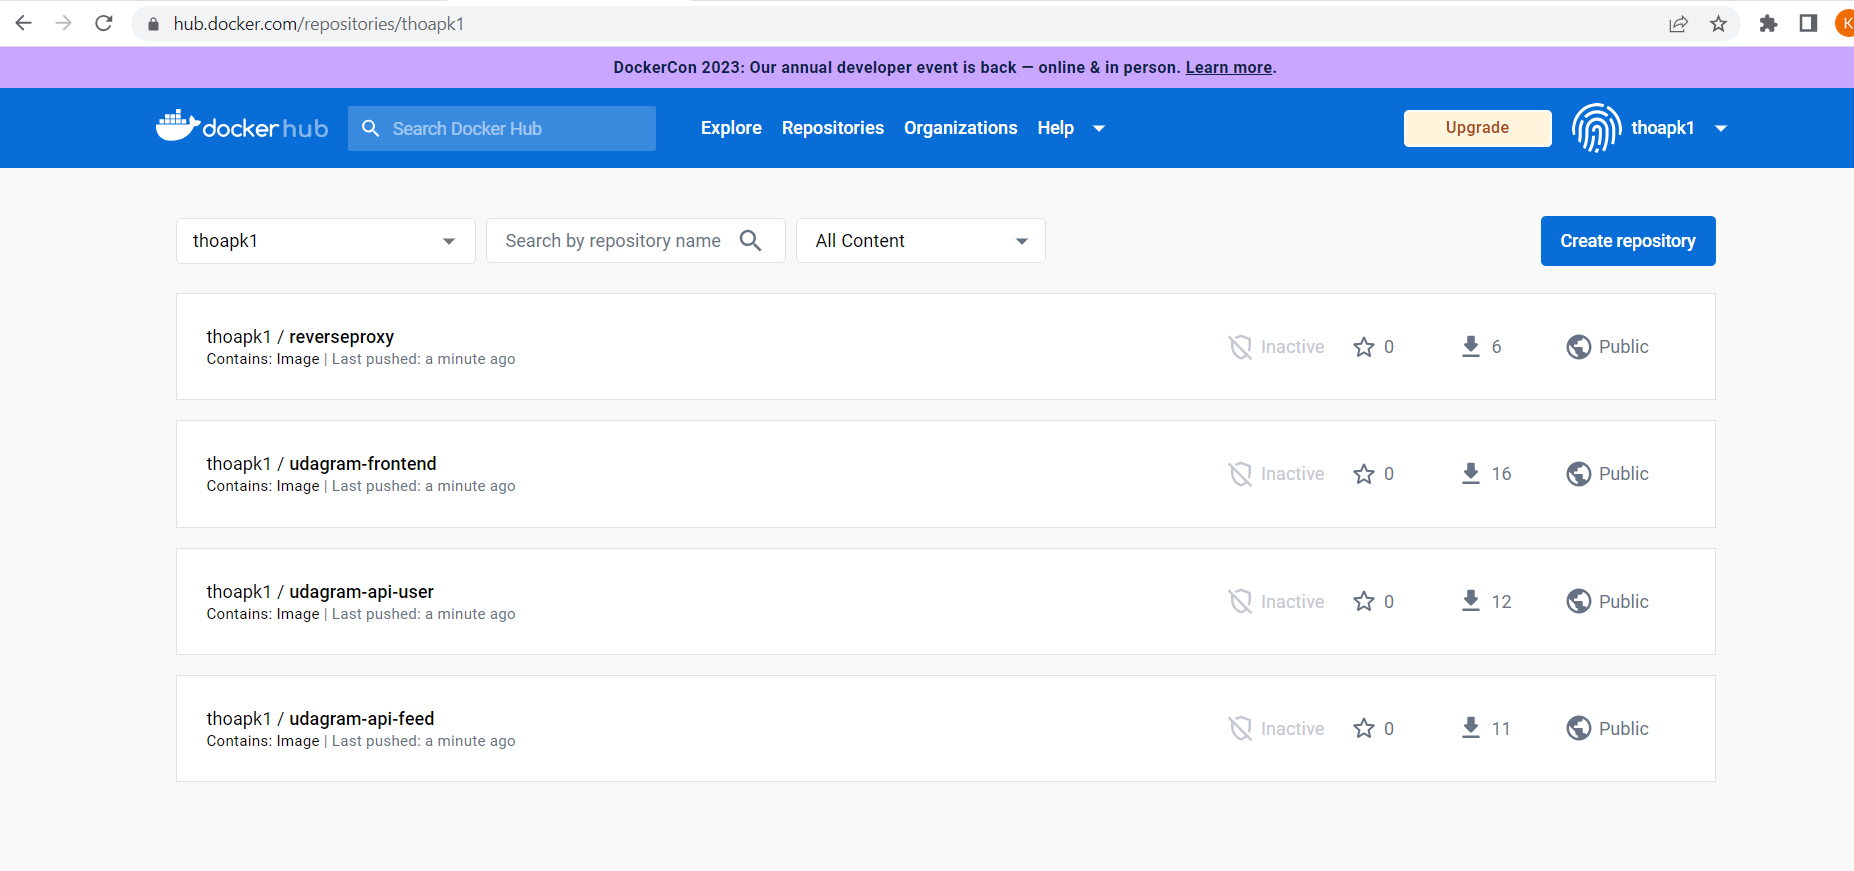 hub.docker.com/repositories/thoapk1
K
DockerCon 2023: Our annual developer event is back — online & in person. Learn more.
docker hub
Search Docker Hub
Explore Repositories Organizations Help
Upgrade
thoapk1
thoapk1
Search by repository name
All Content
Create repository
thoapk1 / reverseproxy
Contains: Image | Last pushed: a minute ago
Inactive 0 6 Public
thoapk1 / udagram-frontend
Contains: Image | Last pushed: a minute ago
Inactive 0 16 Public
thoapk1 / udagram-api-user
Contains: Image | Last pushed: a minute ago
Inactive 0 12 Public
thoapk1 / udagram-api-feed
Contains: Image | Last pushed: a minute ago
Inactive 0 11 Public